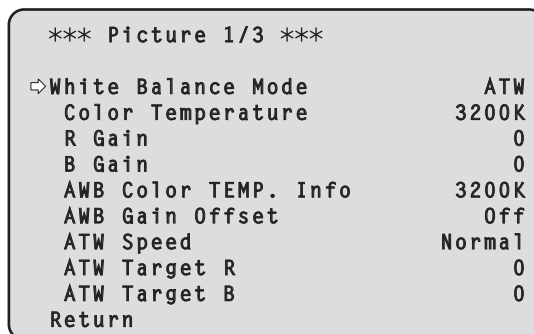 *** Picture 1/3 ***
⇨White Balance Mode ATW
Color Temperature 3200K
R Gain 0
B Gain 0
AWB Color TEMP. Info 3200K
AWB Gain Offset Off
ATW Speed Normal
ATW Target R 0
ATW Target B 0
Return